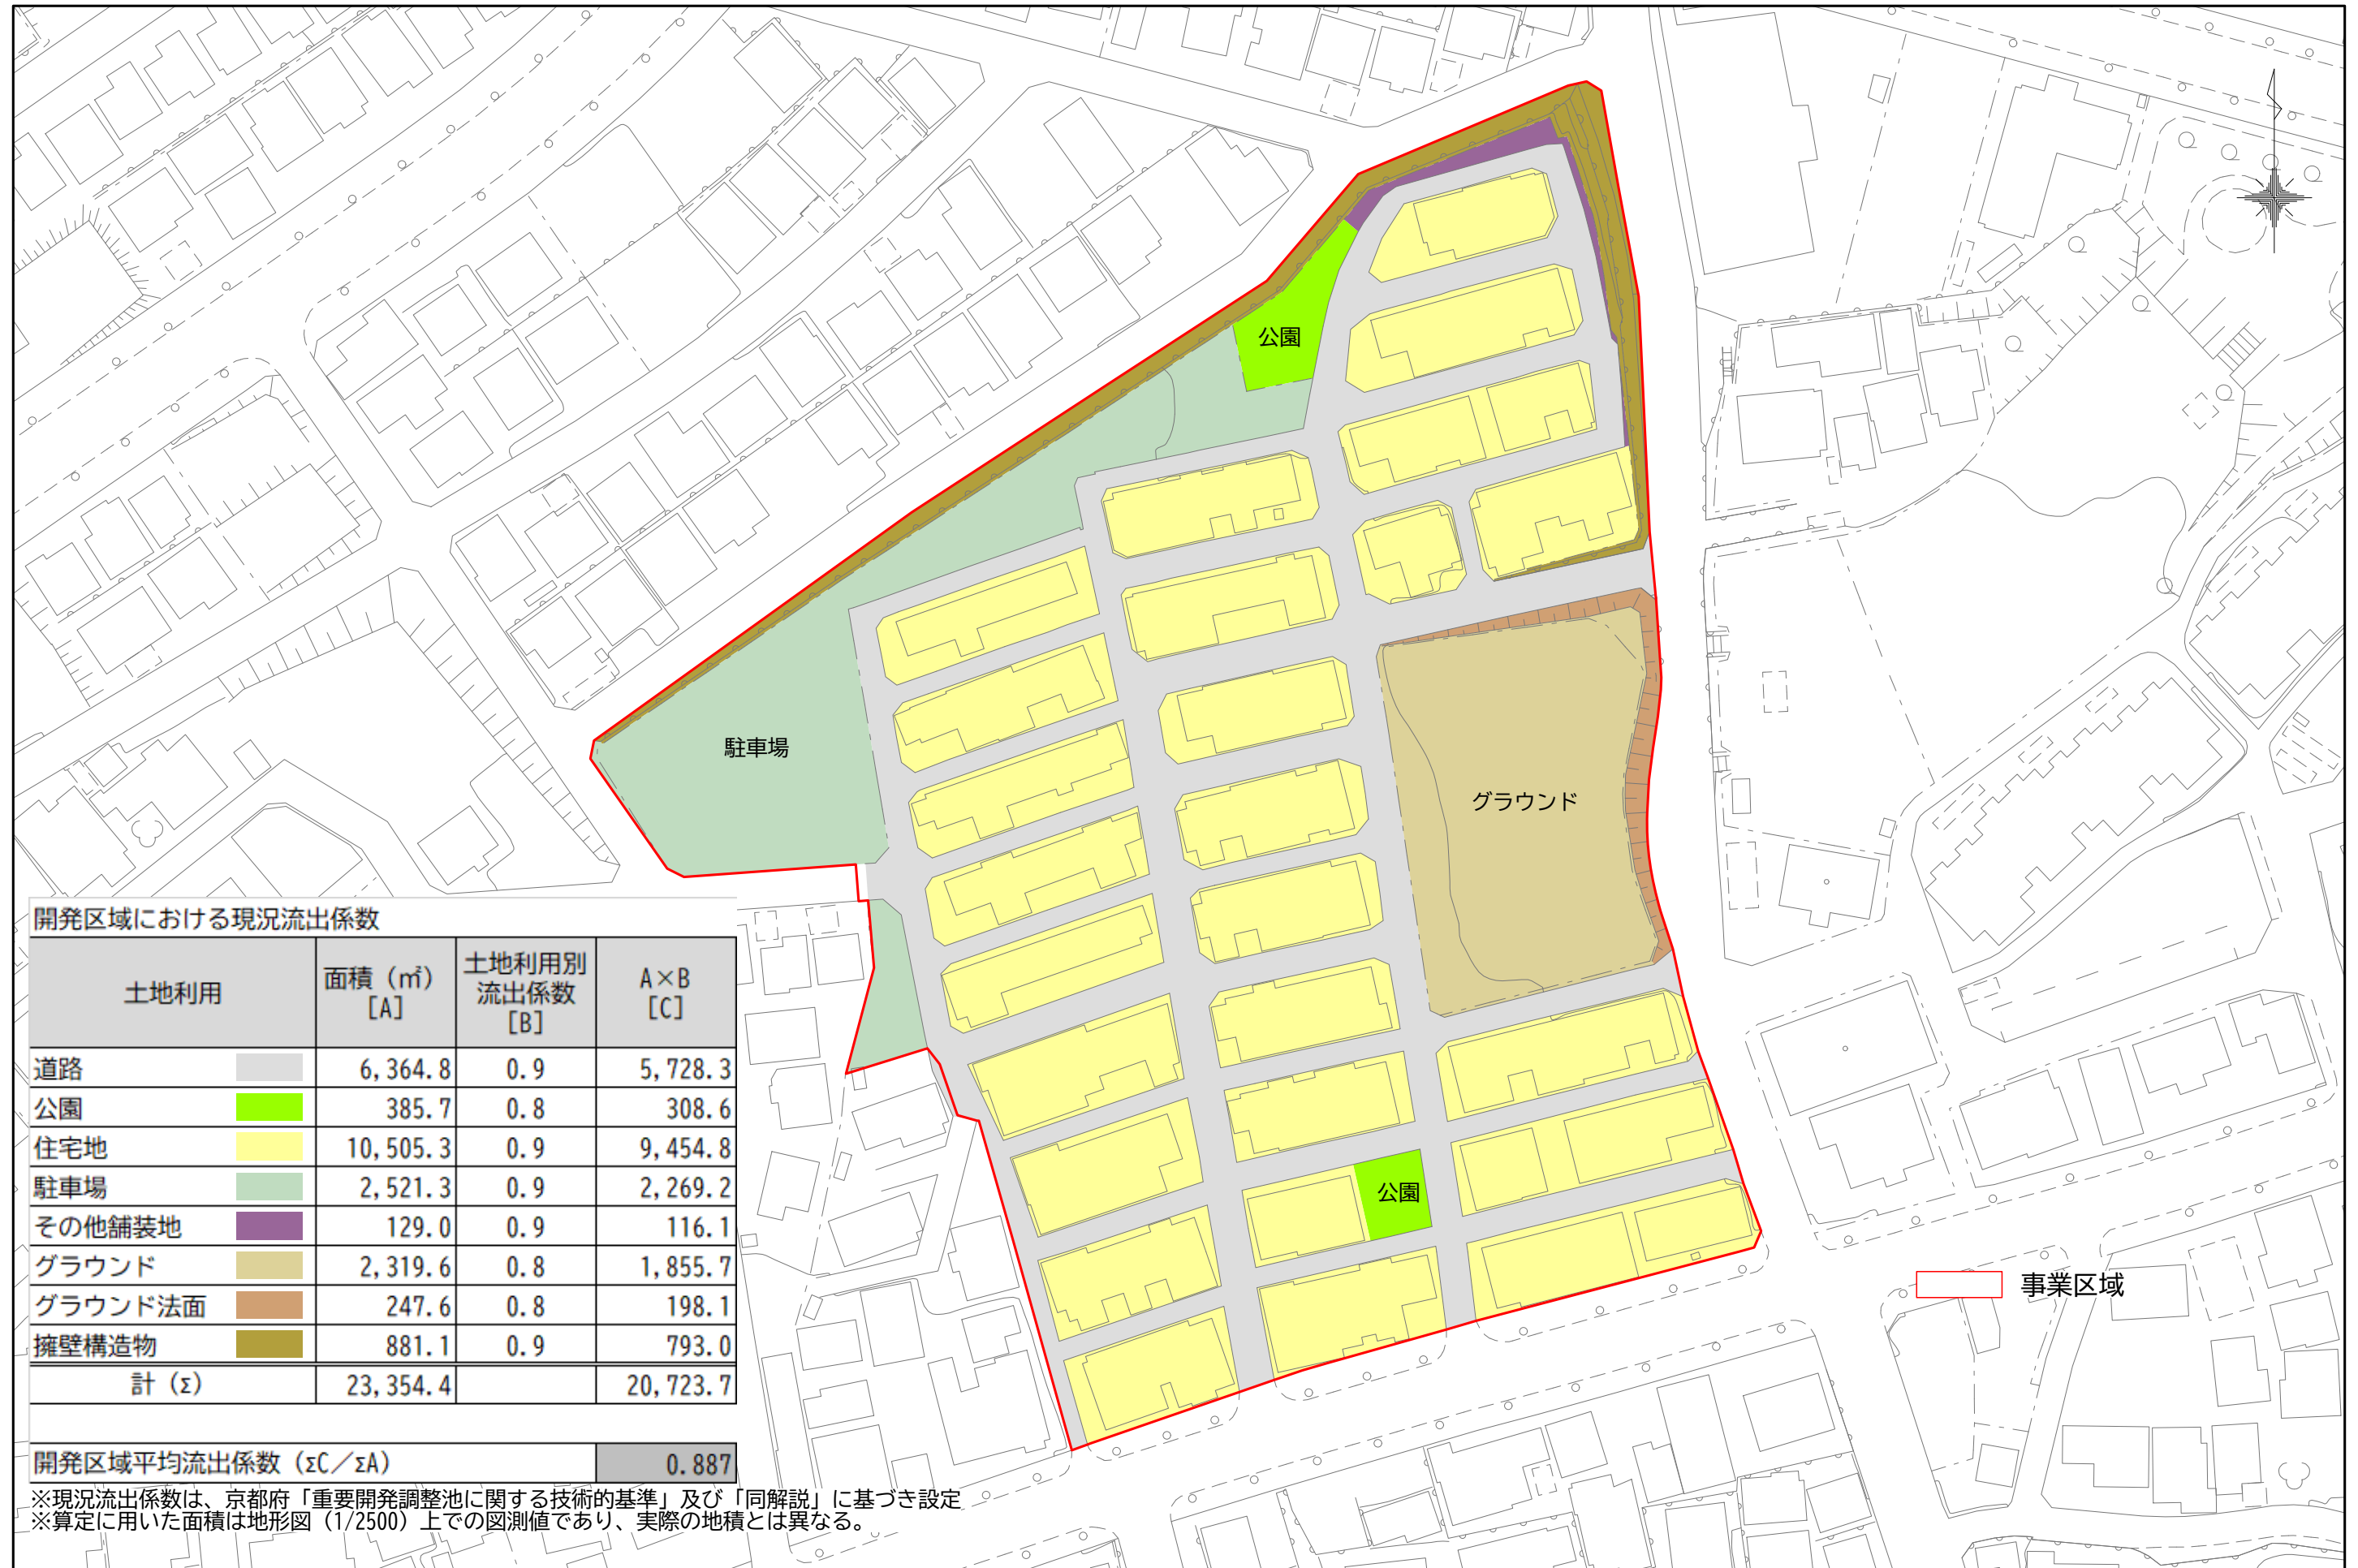 公園
駐車場
グラウンド
公園
事業区域
開発区域における現況流出係数
土地利用 面積（㎡）[A] 土地利用別流出係数[B] A×B[C]
道路 6,364.8 0.9 5,728.3
公園 385.7 0.8 308.6
住宅地 10,505.3 0.9 9,454.8
駐車場 2,521.3 0.9 2,269.2
その他舗装地 129.0 0.9 116.1
グラウンド 2,319.6 0.8 1,855.7
グラウンド法面 247.6 0.8 198.1
擁壁構造物 881.1 0.9 793.0
計（Σ） 23,354.4 20,723.7
開発区域平均流出係数（ΣC／ΣA） 0.887
※現況流出係数は、京都府「重要開発調整池に関する技術的基準」及び「同解説」に基づき設定
※算定に用いた面積は地形図（1/2500）上での図測値であり、実際の地積とは異なる。